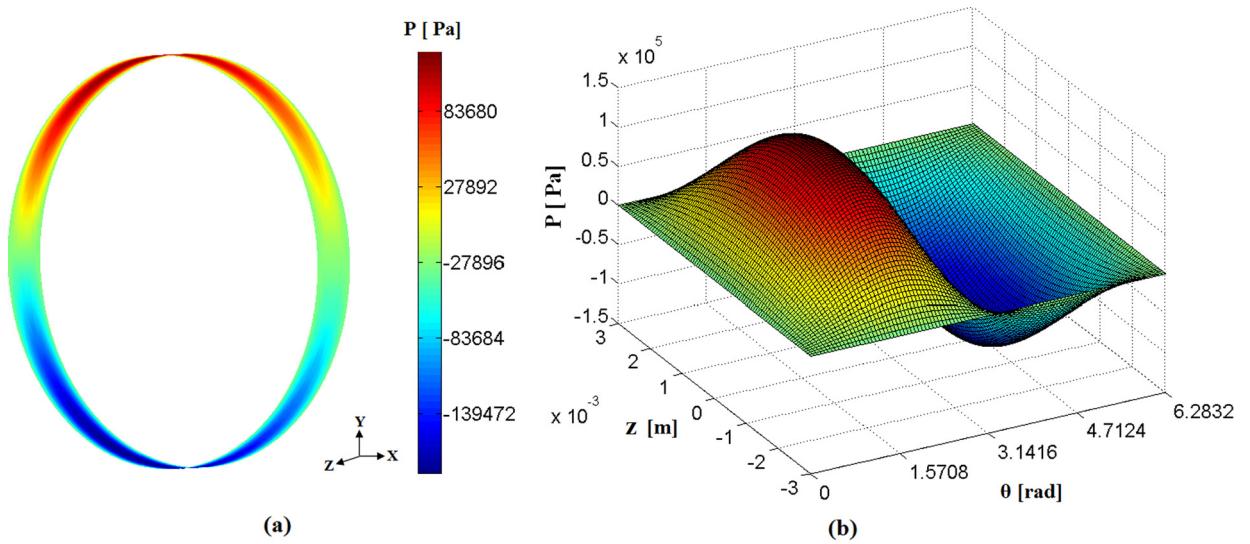 P [ Pa]
83680
27892
-27896
-83684
-139472
Y
Z
X
(a)
x 10^5
1.5
1
0.5
0
-0.5
-1
-1.5
P [ Pa]
3
2
1
0
-1
-2
-3
x 10^-3
Z [m]
0
1.5708
3.1416
4.7124
6.2832
θ [rad]
(b)